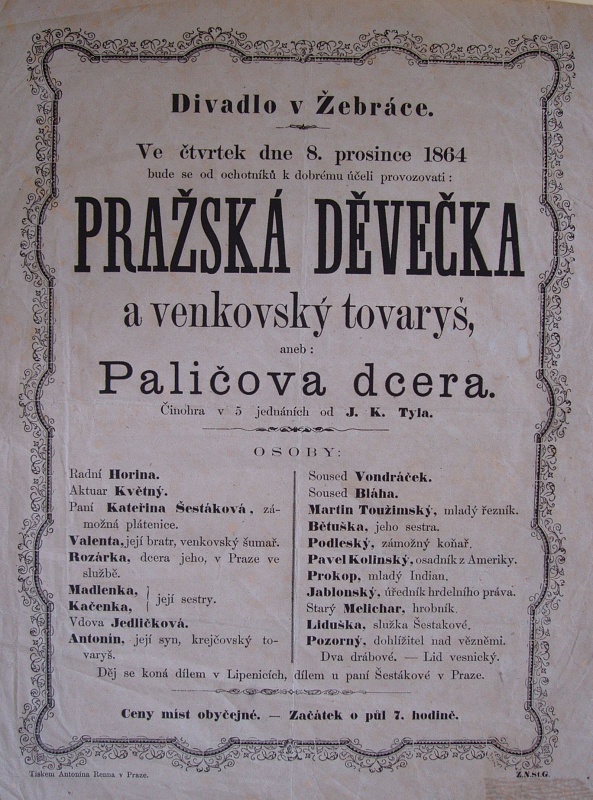 Divadlo v Žebráce.
Ve čtvrtek dne 8. prosince 1864
bude se od ochotníků k dobrému účeli provozovati :
PRAŽSKÁ DĚVEČKA
a venkovský tovaryš,
aneb :
Paličova dcera.
Činohra v 5 jednáních od J. K. Tyla.
OSOBY:
Radní Horina.
Aktuar Květný.
Paní Kateřina Šestáková, zá-
možná plátenice.
Valenta, její bratr, venkovský šumař.
Rozárka, dcera jeho, v Praze ve
službě.
Madlenka,
Kačenka,
její sestry.
Vdova Jedličková.
Antonín, její syn, krejčovský to-
varyš.
Soused Vondráček.
Soused Bláha.
Martin Toužimský, mladý řezník.
Bětuška, jeho sestra.
Podleský, zámožný koňař.
Pavel Kolinský, osadník z Ameriky.
Prokop, mladý Indian.
Jablonský, úředník hrdelního práva.
Starý Melichar, hrobník.
Liduška, služka Šestakové.
Pozorný, dohlížitel nad vězněmi.
Dva drábové. — Lid vesnický.
Děj se koná dílem v Lipenicích, dílem u paní Šestákové v Praze.
Ceny míst obyčejné. — Začátek o půl 7. hodině.
Tiskem Antonína Renna v Praze.
Z.N.St.G.